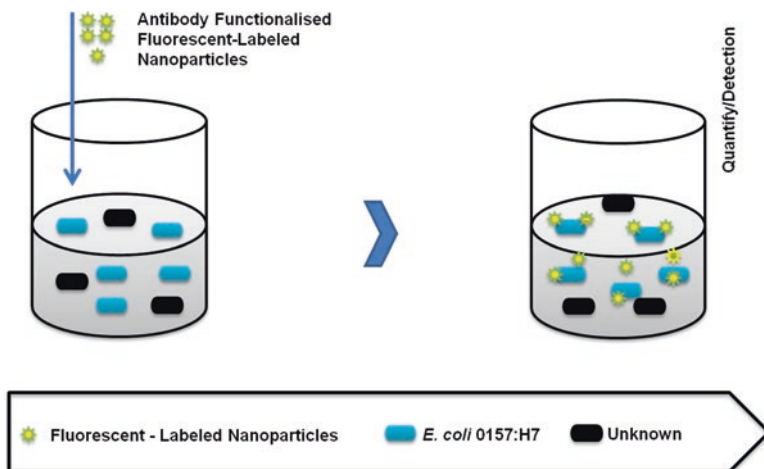 Antibody Functionalised
Fluorescent-Labeled
Nanoparticles
Quantify/Detection
Fluorescent - Labeled Nanoparticles
E. coli 0157:H7
Unknown